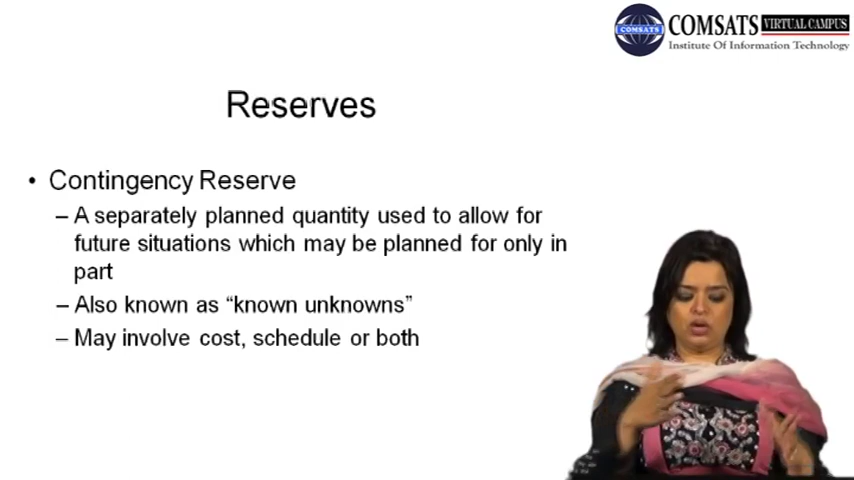 COMSATS
COMSATS VIRTUAL CAMPUS
Institute Of Information Technology
Reserves
• Contingency Reserve
– A separately planned quantity used to allow for
future situations which may be planned for only in
part
– Also known as “known unknowns”
– May involve cost, schedule or both